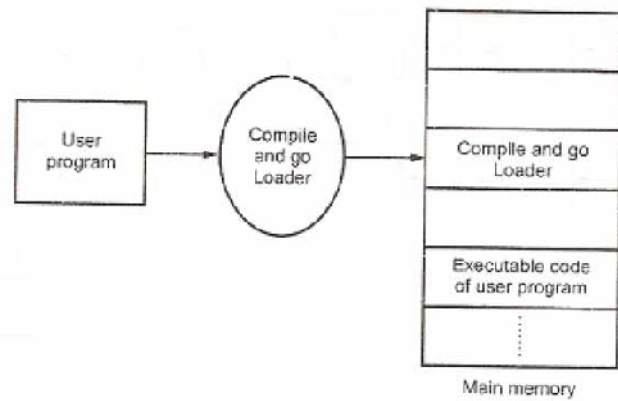 User
program
Compile
and go
Loader
Compile and go
Loader
Executable code
of user program
Main memory